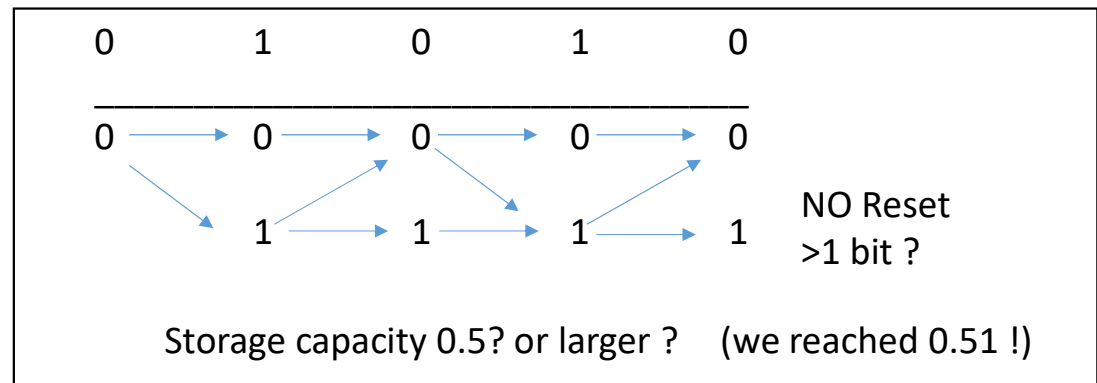 0 1 0 1 0
0 0 0 0 0
1 1 1 1
NO Reset
>1 bit ?
Storage capacity 0.5? or larger ? (we reached 0.51 !)